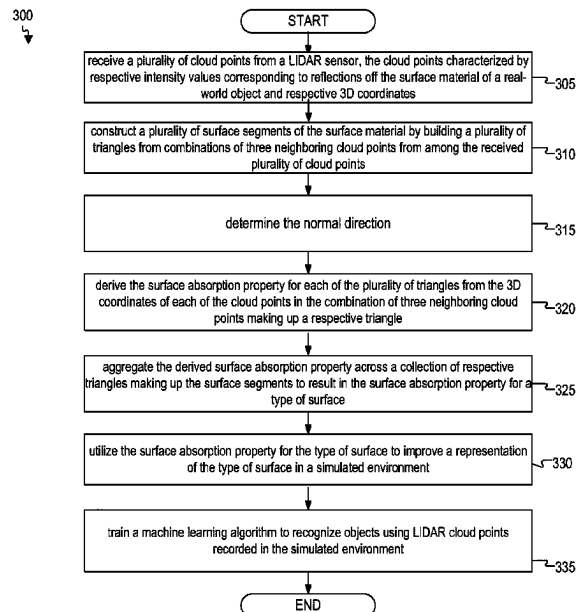 300
START
receive a plurality of cloud points from a LIDAR sensor, the cloud points characterized by
respective intensity values corresponding to reflections off the surface material of a real-
world object and respective 3D coordinates
305
construct a plurality of surface segments of the surface material by building a plurality of
triangles from combinations of three neighboring cloud points from among the received
plurality of cloud points
310
determine the normal direction
315
derive the surface absorption property for each of the plurality of triangles from the 3D
coordinates of each of the cloud points in the combination of three neighboring cloud
points making up a respective triangle
320
aggregate the derived surface absorption property across a collection of respective
triangles making up the surface segments to result in the surface absorption property for a
type of surface
325
utilize the surface absorption property for the type of surface to improve a representation
of the type of surface in a simulated environment
330
train a machine learning algorithm to recognize objects using LIDAR cloud points
recorded in the simulated environment
335
END